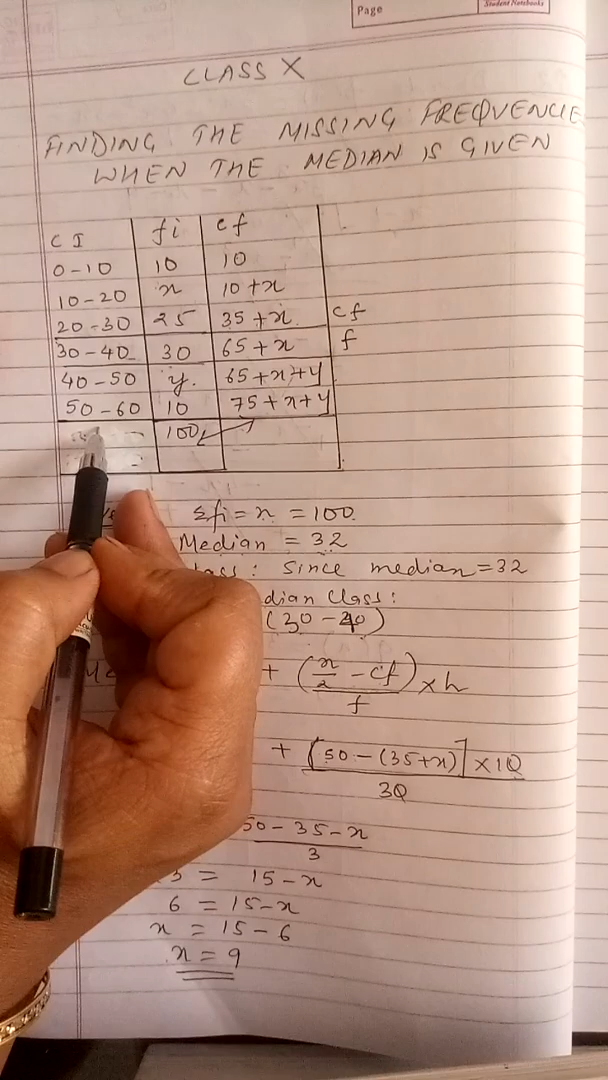 Page
Student Notebooks
CLASS X
FINDING THE MISSING FREQUENCIE
WHEN THE MEDIAN IS GIVEN
C I fi cf
0-10 10 10
10-20 x 10+x
20-30 25 35+x cf
30-40 30 65+x f
40-50 y. 65+x+y
50-60 10 75+x+y
100
Σfi = n = 100
Median = 32
: Since median = 32
Class:
(30-40)
+ (n/2 - cf) × h
f
+ [50 - (35+x)] × 10
30
50-35-x
3
3 = 15-x
6 = 15-x
x = 15-6
x = 9